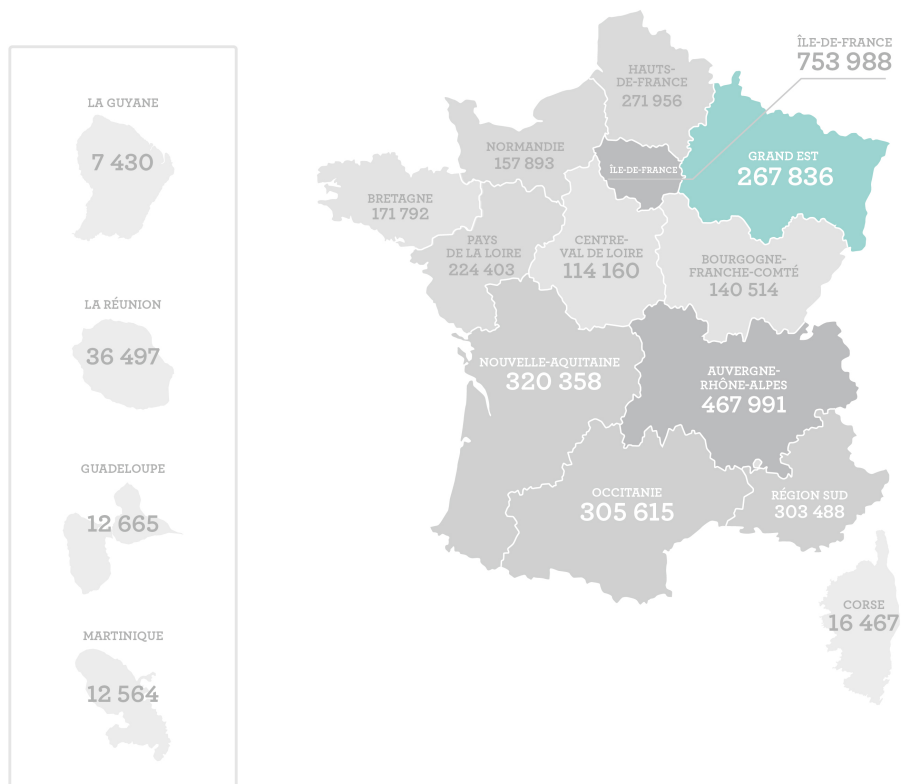 LA GUYANE
7 430
LA RÉUNION
36 497
GUADELOUPE
12 665
MARTINIQUE
12 564
ÎLE-DE-FRANCE
753 988
HAUTS-
DE-FRANCE
271 956
NORMANDIE
157 893
ÎLE-DE-FRANCE
GRAND EST
267 836
BRETAGNE
171 792
PAYS
DE LA LOIRE
224 403
CENTRE-
VAL DE LOIRE
114 160
BOURGOGNE-
FRANCHE-COMTÉ
140 514
NOUVELLE-AQUITAINE
320 358
AUVERGNE-
RHÔNE-ALPES
467 991
OCCITANIE
305 615
RÉGION SUD
303 488
CORSE
16 467